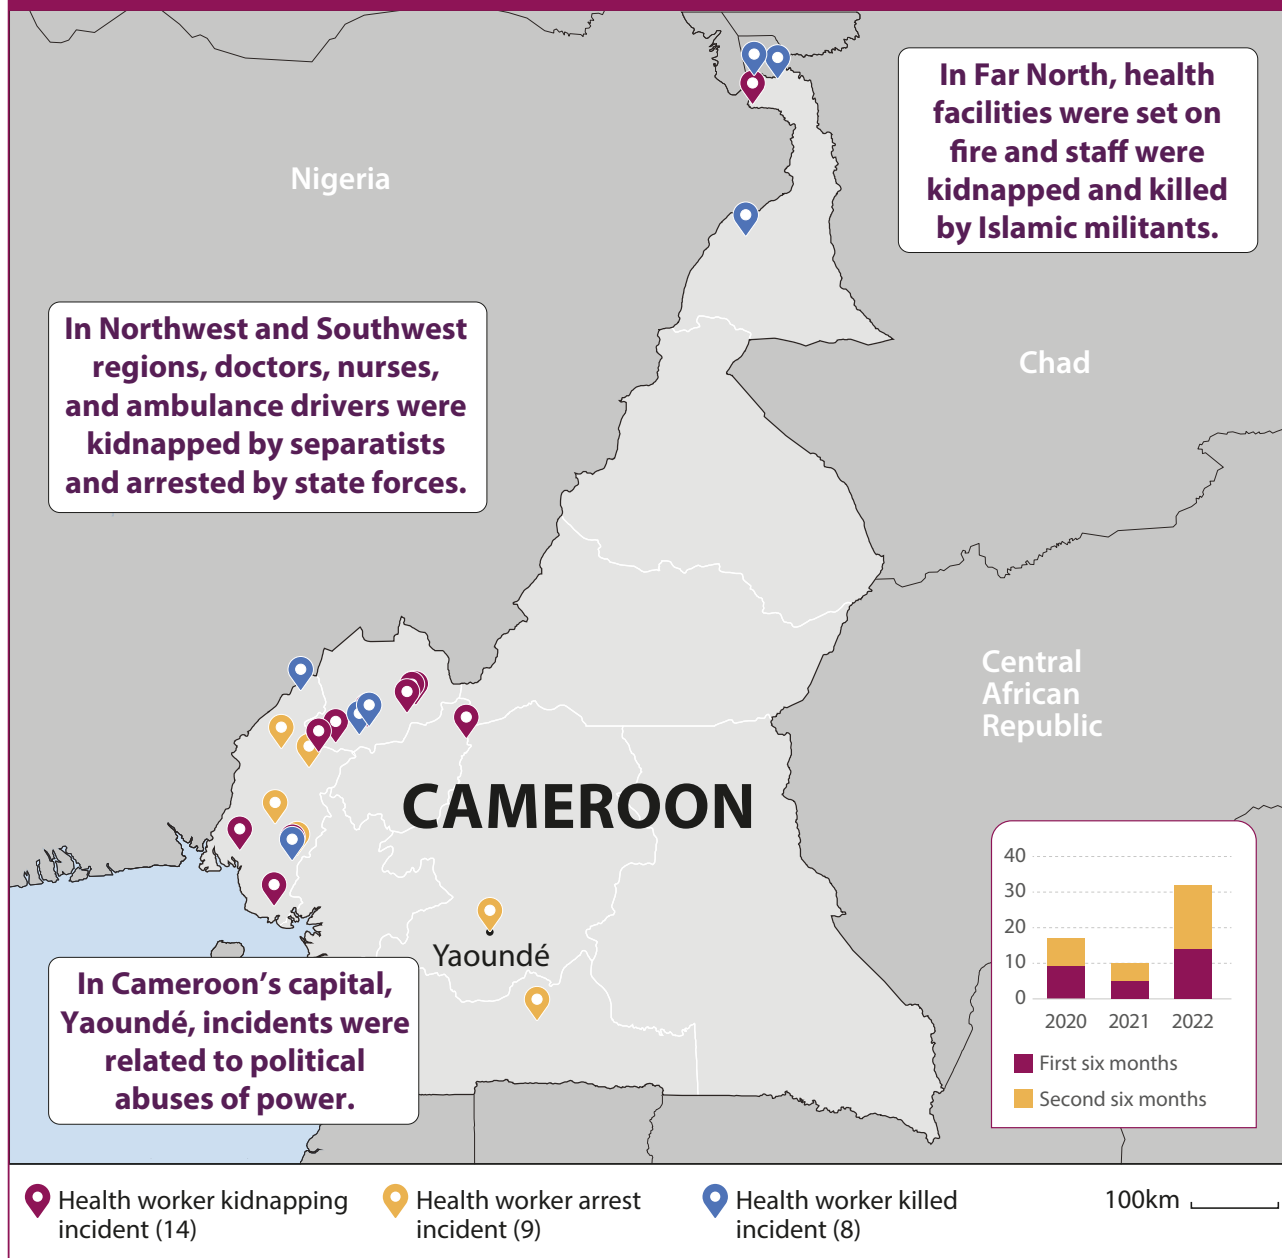 Nigeria
In Far North, health
facilities were set on
fire and staff were
kidnapped and killed
by Islamic militants.
In Northwest and Southwest
regions, doctors, nurses,
and ambulance drivers were
kidnapped by separatists
and arrested by state forces.
Chad
Central
African
Republic
CAMEROON
Yaoundé
In Cameroon’s capital,
Yaoundé, incidents were
related to political
abuses of power.
40
30
20
10
0
2020 2021 2022
First six months
Second six months
Health worker kidnapping
incident (14)
Health worker arrest
incident (9)
Health worker killed
incident (8)
100km